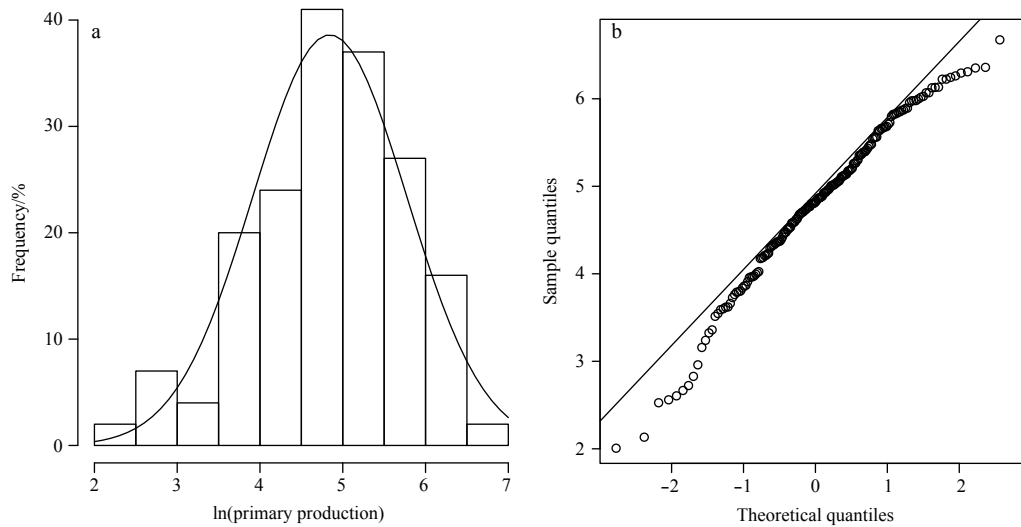 a
40
30
20
10
0
Frequency/%
2 3 4 5 6 7
ln(primary production)
b
6
5
4
3
2
Sample quantiles
−2 −1 0 1 2
Theoretical quantiles